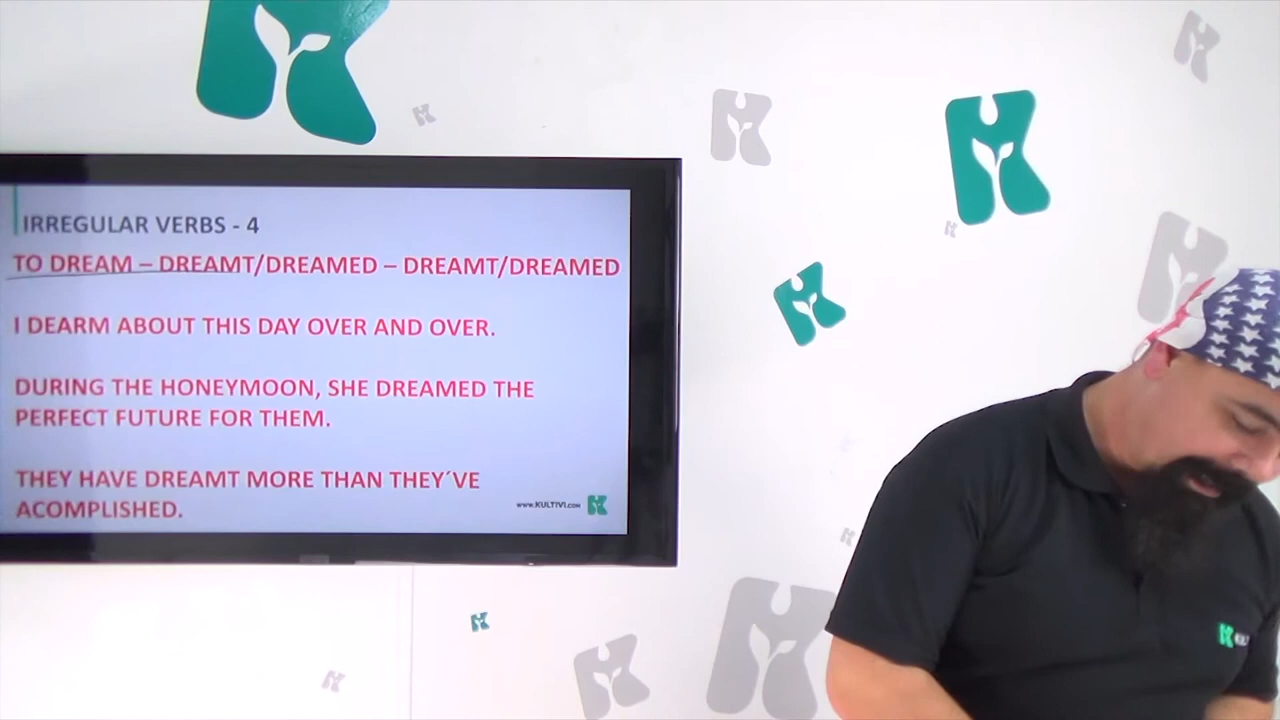 IRREGULAR VERBS - 4
TO DREAM – DREAMT/DREAMED – DREAMT/DREAMED
I DEARM ABOUT THIS DAY OVER AND OVER.
DURING THE HONEYMOON, SHE DREAMED THE
PERFECT FUTURE FOR THEM.
THEY HAVE DREAMT MORE THAN THEY´VE
ACOMPLISHED.
www.KULTIVI.COM